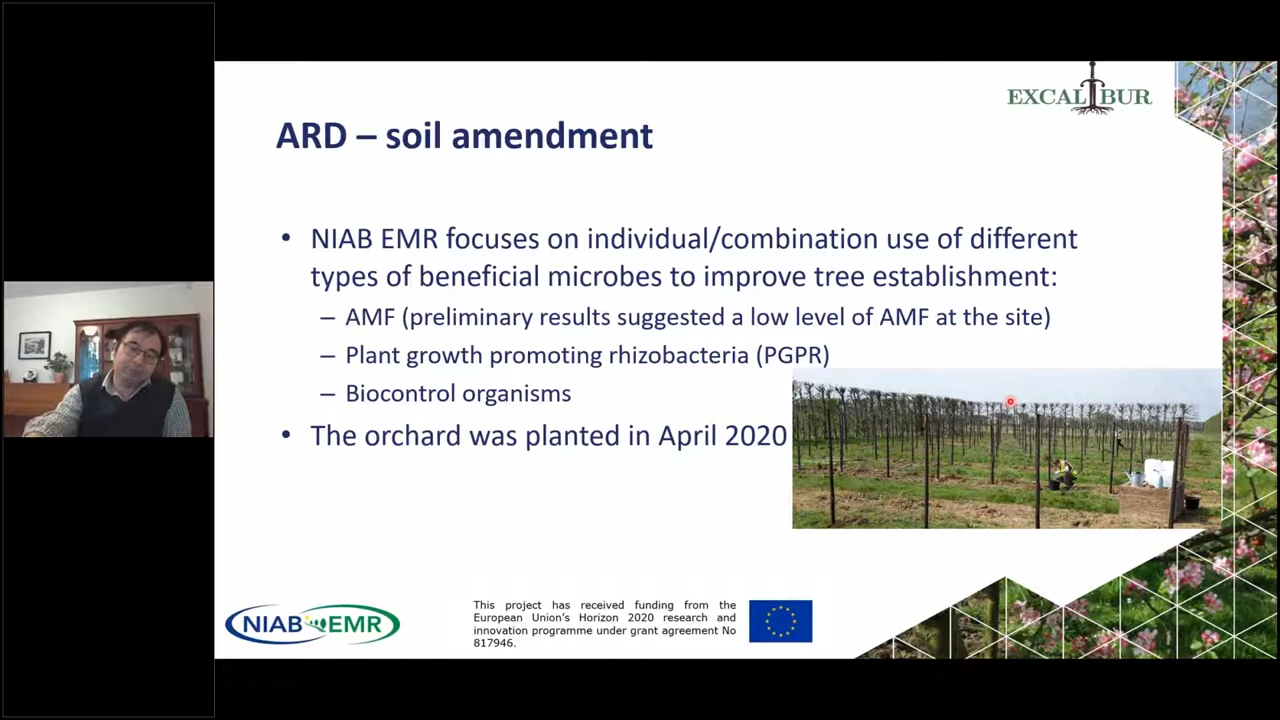 EXCALIBUR
ARD – soil amendment
• NIAB EMR focuses on individual/combination use of different
types of beneficial microbes to improve tree establishment:
– AMF (preliminary results suggested a low level of AMF at the site)
– Plant growth promoting rhizobacteria (PGPR)
– Biocontrol organisms
• The orchard was planted in April 2020
NIAB EMR
This project has received funding from the
European Union’s Horizon 2020 research and
innovation programme under grant agreement No
817946.